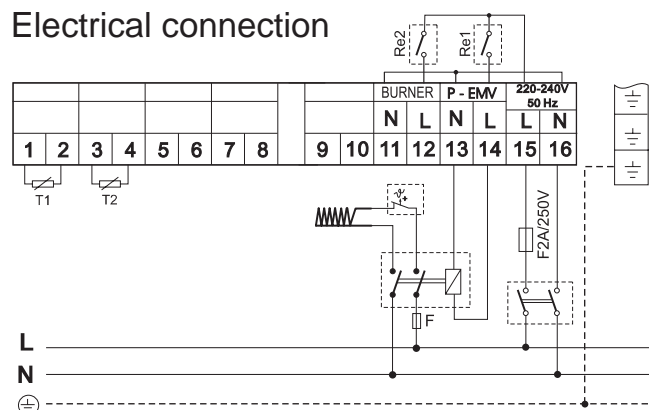 Electrical connection
Re2 Re1
BURNER P - EMV 220-240V
50 Hz
N L N L L N
1 2 3 4 5 6 7 8 9 10 11 12 13 14 15 16
T1 T2
ϑ
F2A/250V
F
L
N